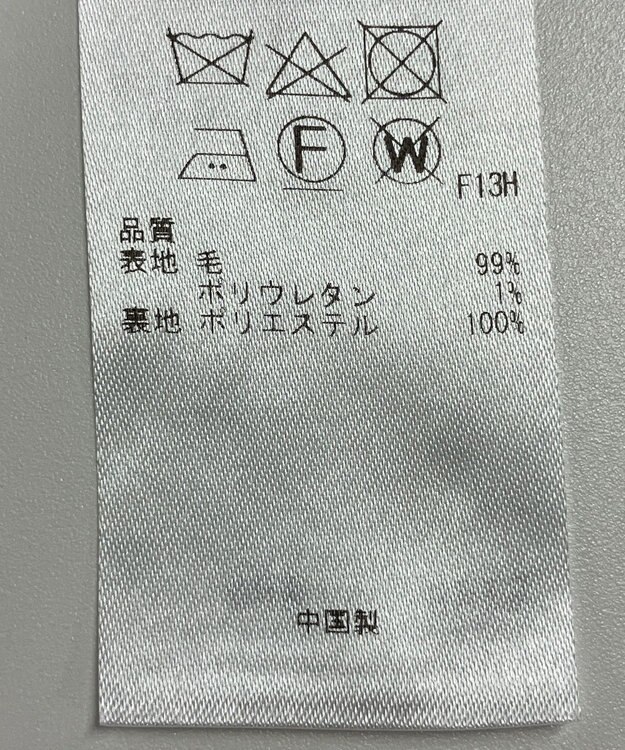 F W F13H
品質
表地 毛 99%
ポリウレタン 1%
裏地 ポリエステル 100%
中国製